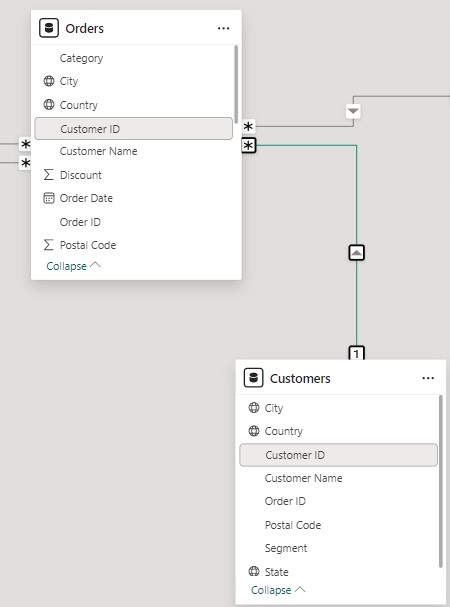 Orders
Category
City
Country
Customer ID
Customer Name
Discount
Order Date
Order ID
Postal Code
Collapse
*
*
*
*
1
Customers
City
Country
Customer ID
Customer Name
Order ID
Postal Code
Segment
State
Collapse